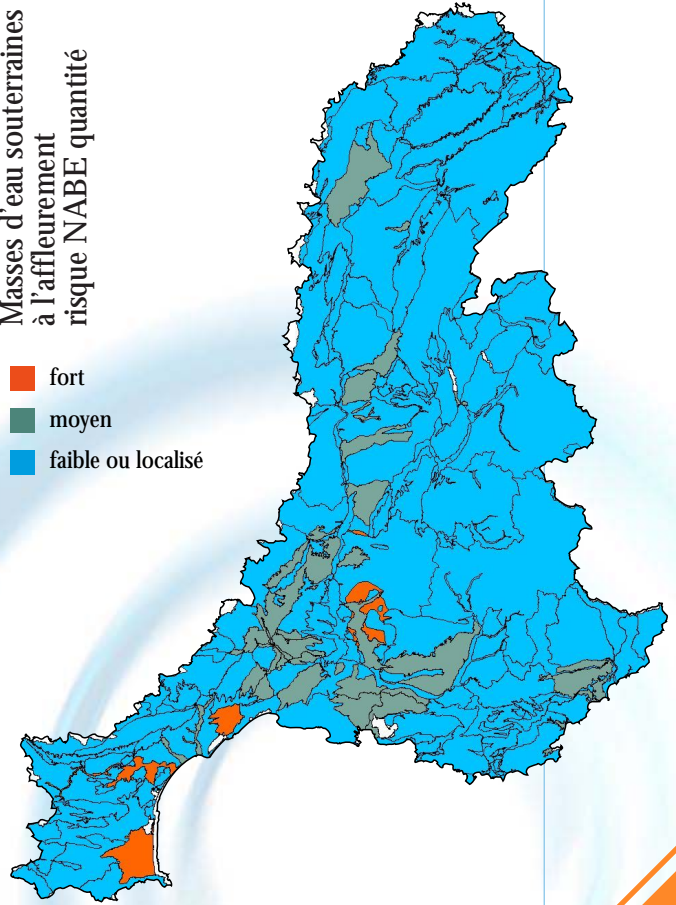 Masses d'eau souterraines
à l'affleurement
risque NABE quantité
fort
moyen
faible ou localisé